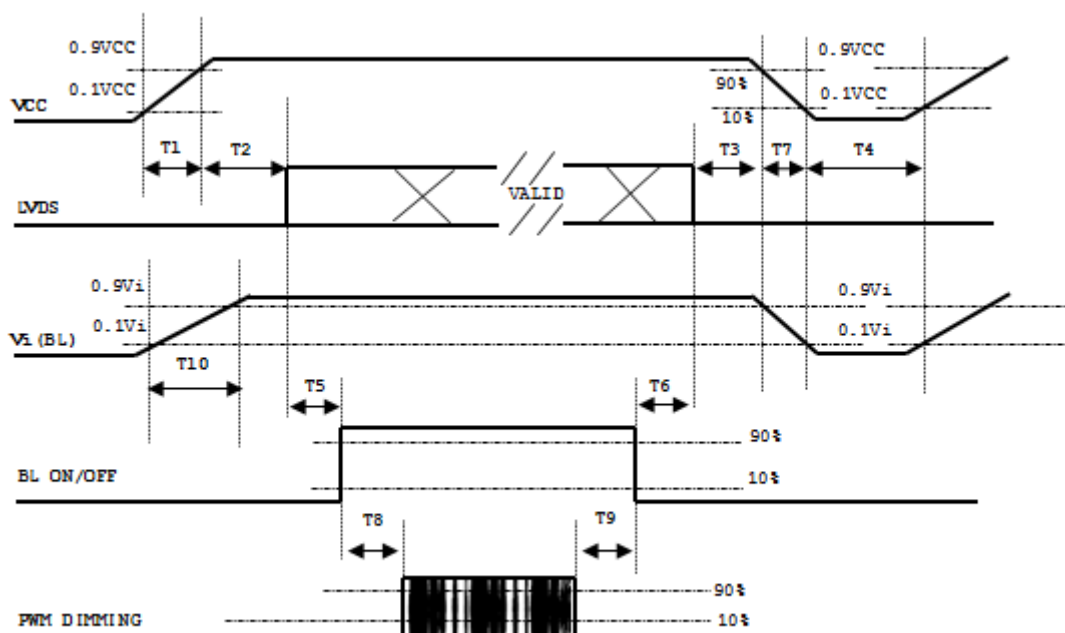 0.9VCC
0.9VCC
0.1VCC
90%
0.1VCC
VCC
10%
T1
T2
T3
T7
T4
VALID
LVDS
0.9Vi
0.9Vi
0.1Vi
0.1Vi
Vi(BL)
T10
T5
T6
90%
BL ON/OFF
10%
T8
T9
90%
PWM DIMMING
10%